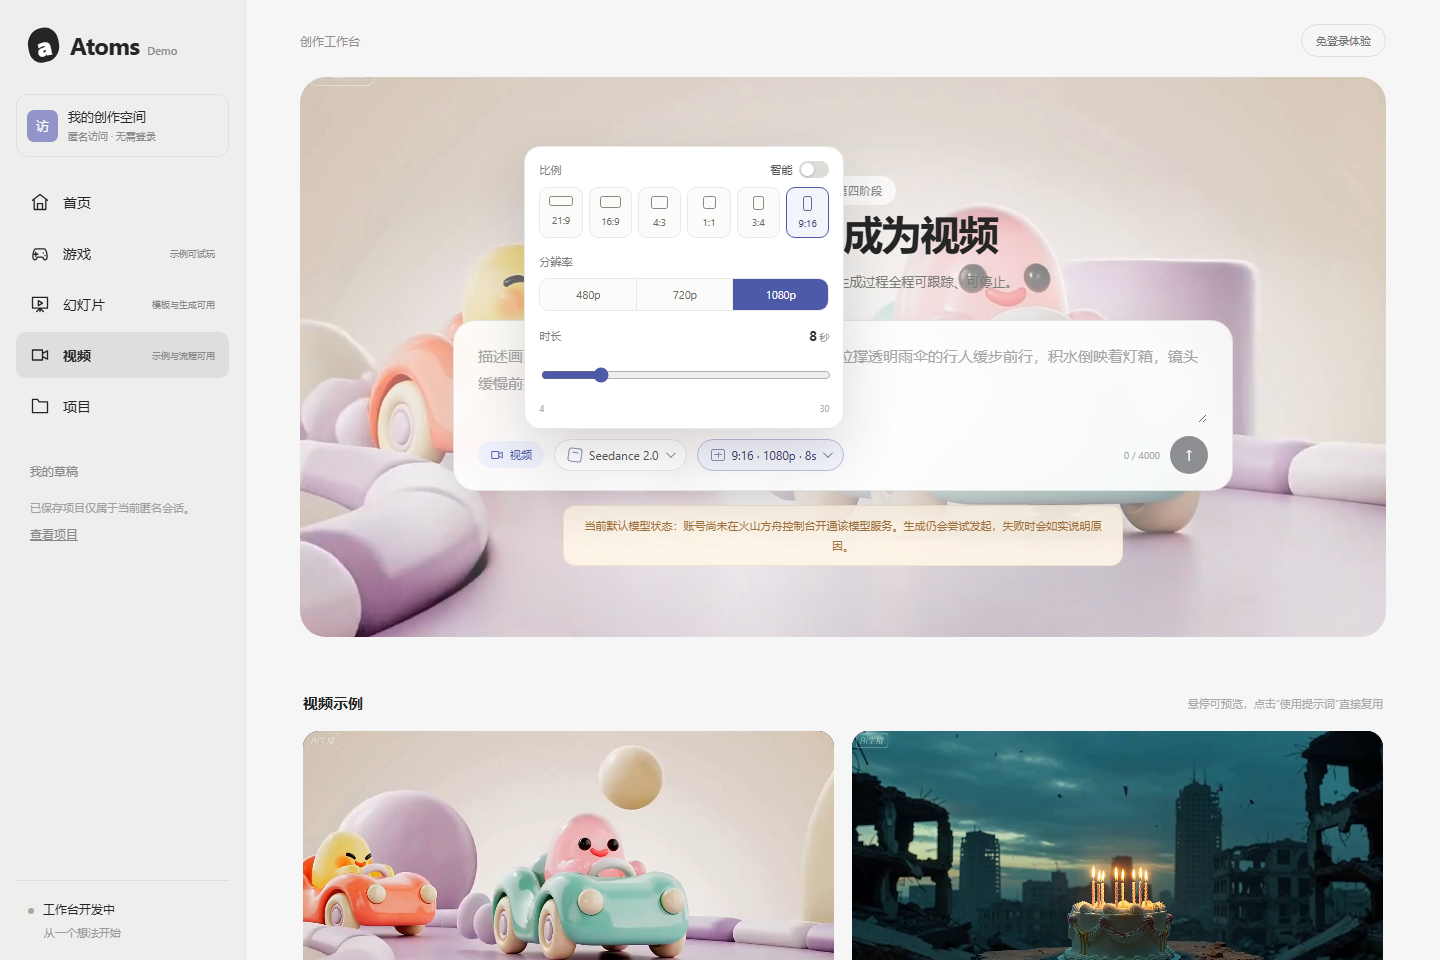 Atoms Demo
访
我的创作空间
匿名访问 · 无需登录
首页
游戏
示例可试玩
幻灯片
模板与生成可用
视频
示例与流程可用
项目
我的草稿
已保存项目仅属于当前匿名会话。
查看项目
工作台开发中
从一个想法开始
创作工作台
免登录体验
第四阶段
成为视频
生成过程全程可跟踪、可停止。
比例
智能
21:9
16:9
4:3
1:1
3:4
9:16
分辨率
480p
720p
1080p
时长
8 秒
4
30
描述画
位撑透明雨伞的行人缓步前行，积水倒映着灯箱，镜头
缓慢前
视频
Seedance 2.0
9:16 · 1080p · 8s
0 / 4000
当前默认模型状态：账号尚未在火山方舟控制台开通该模型服务。生成仍会尝试发起，失败时会如实说明原
因。
视频示例
悬停可预览，点击“使用提示词”直接复用